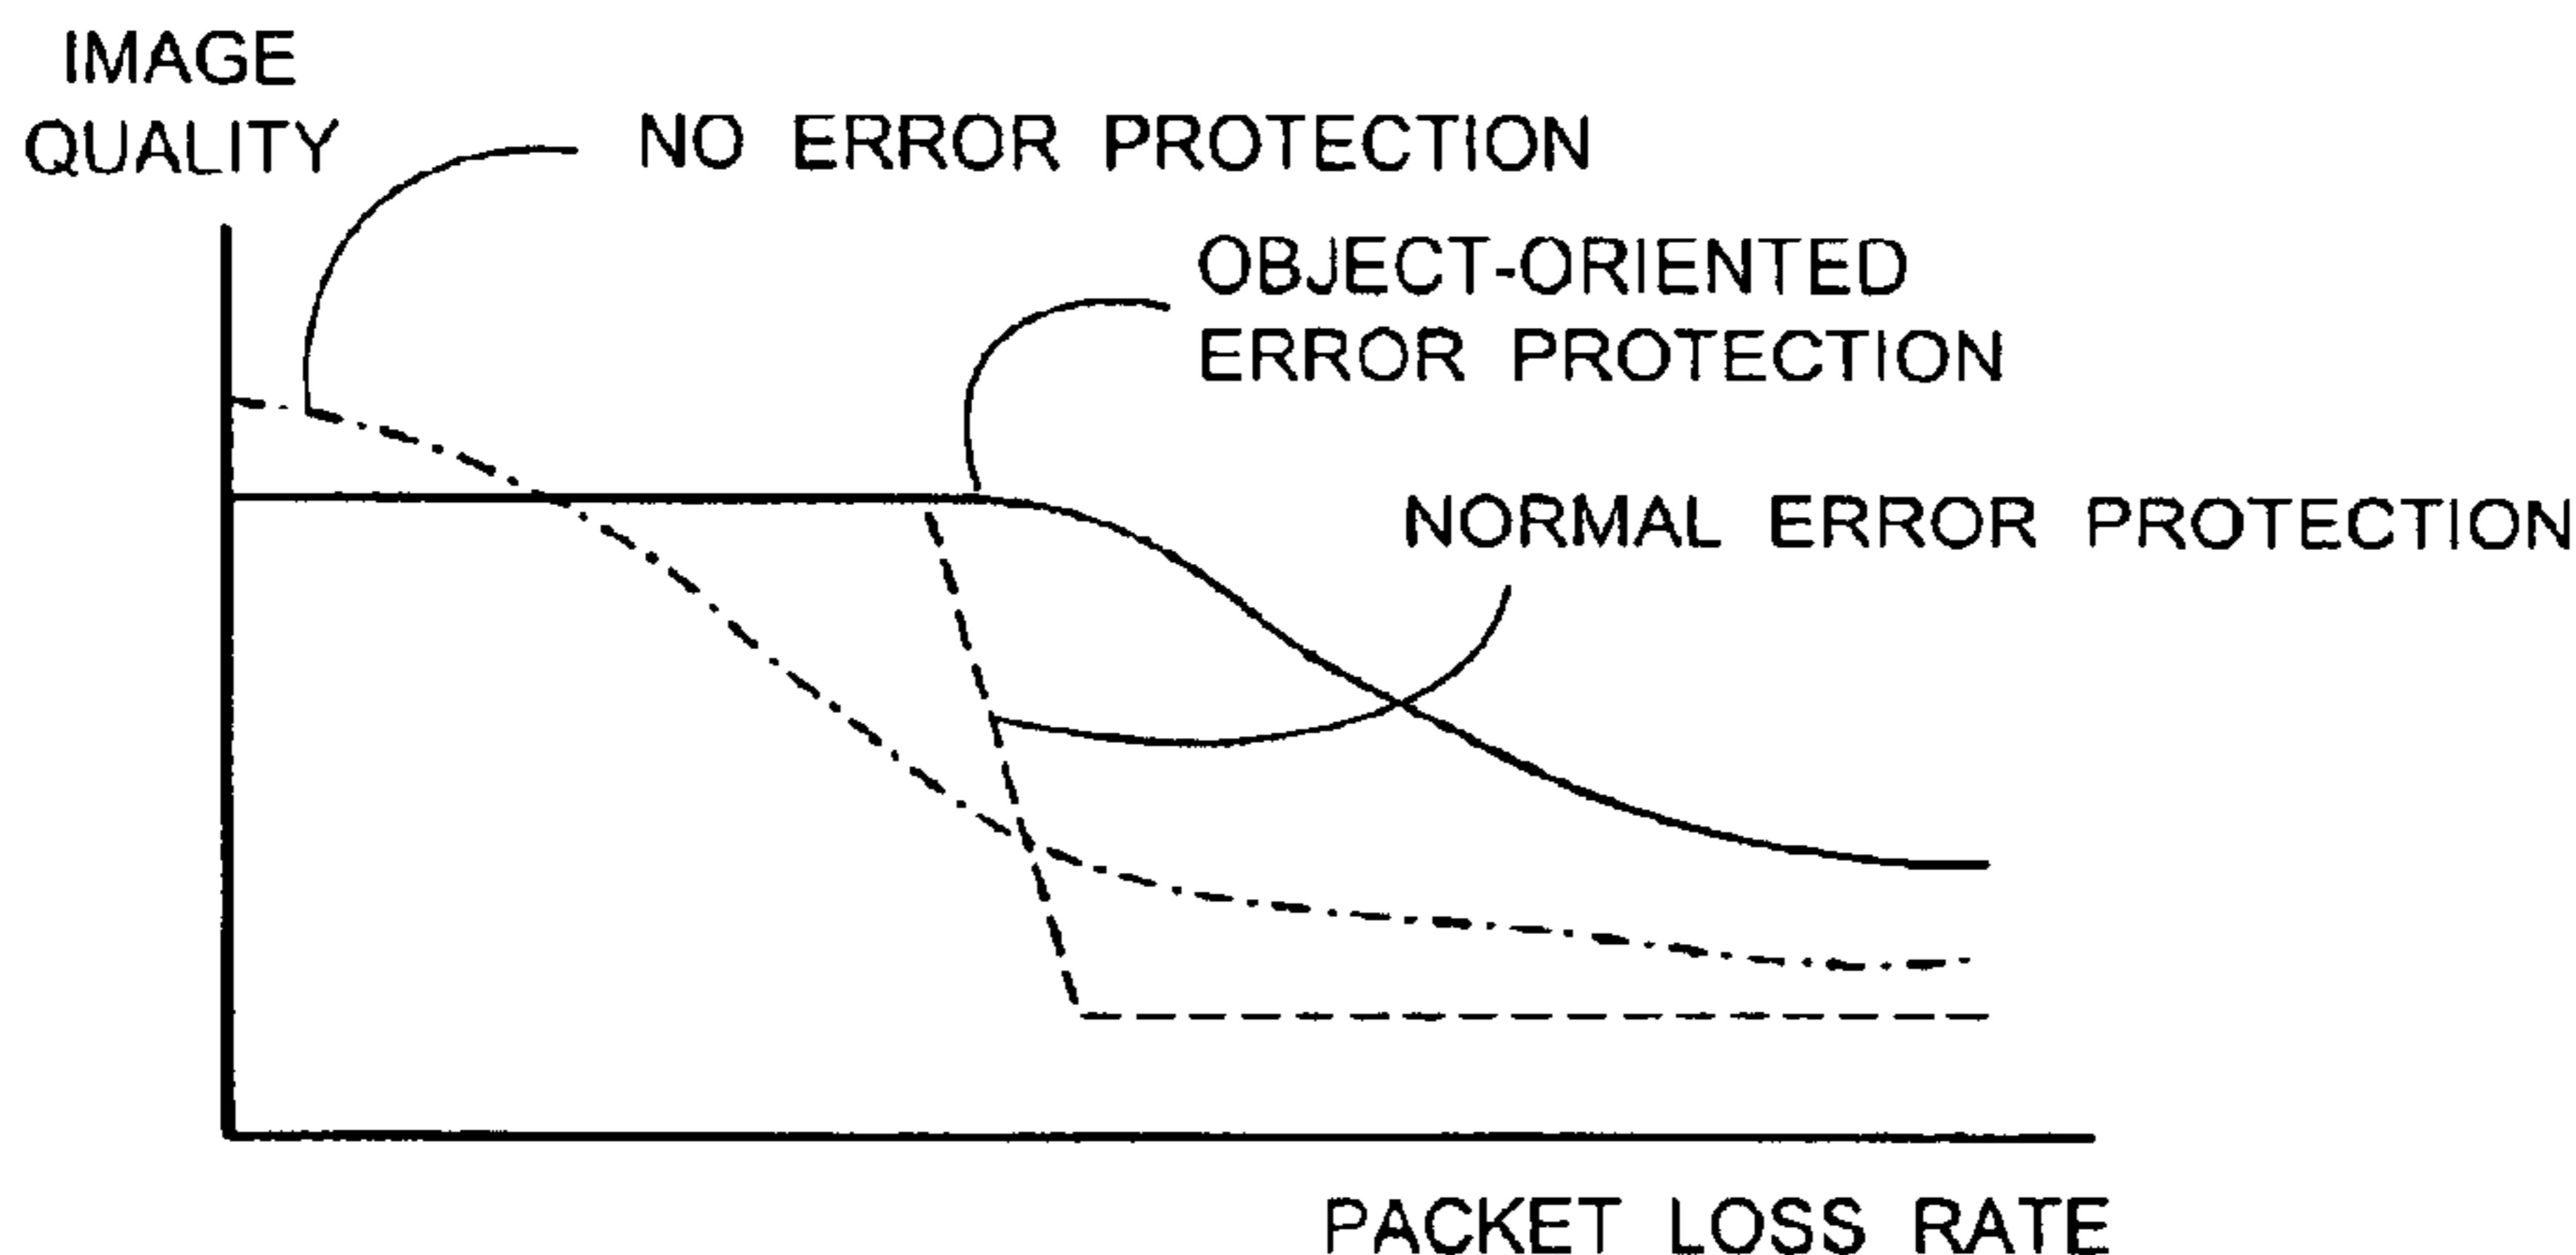 IMAGE
QUALITY
NO ERROR PROTECTION
OBJECT-ORIENTED
ERROR PROTECTION
NORMAL ERROR PROTECTION
PACKET LOSS RATE